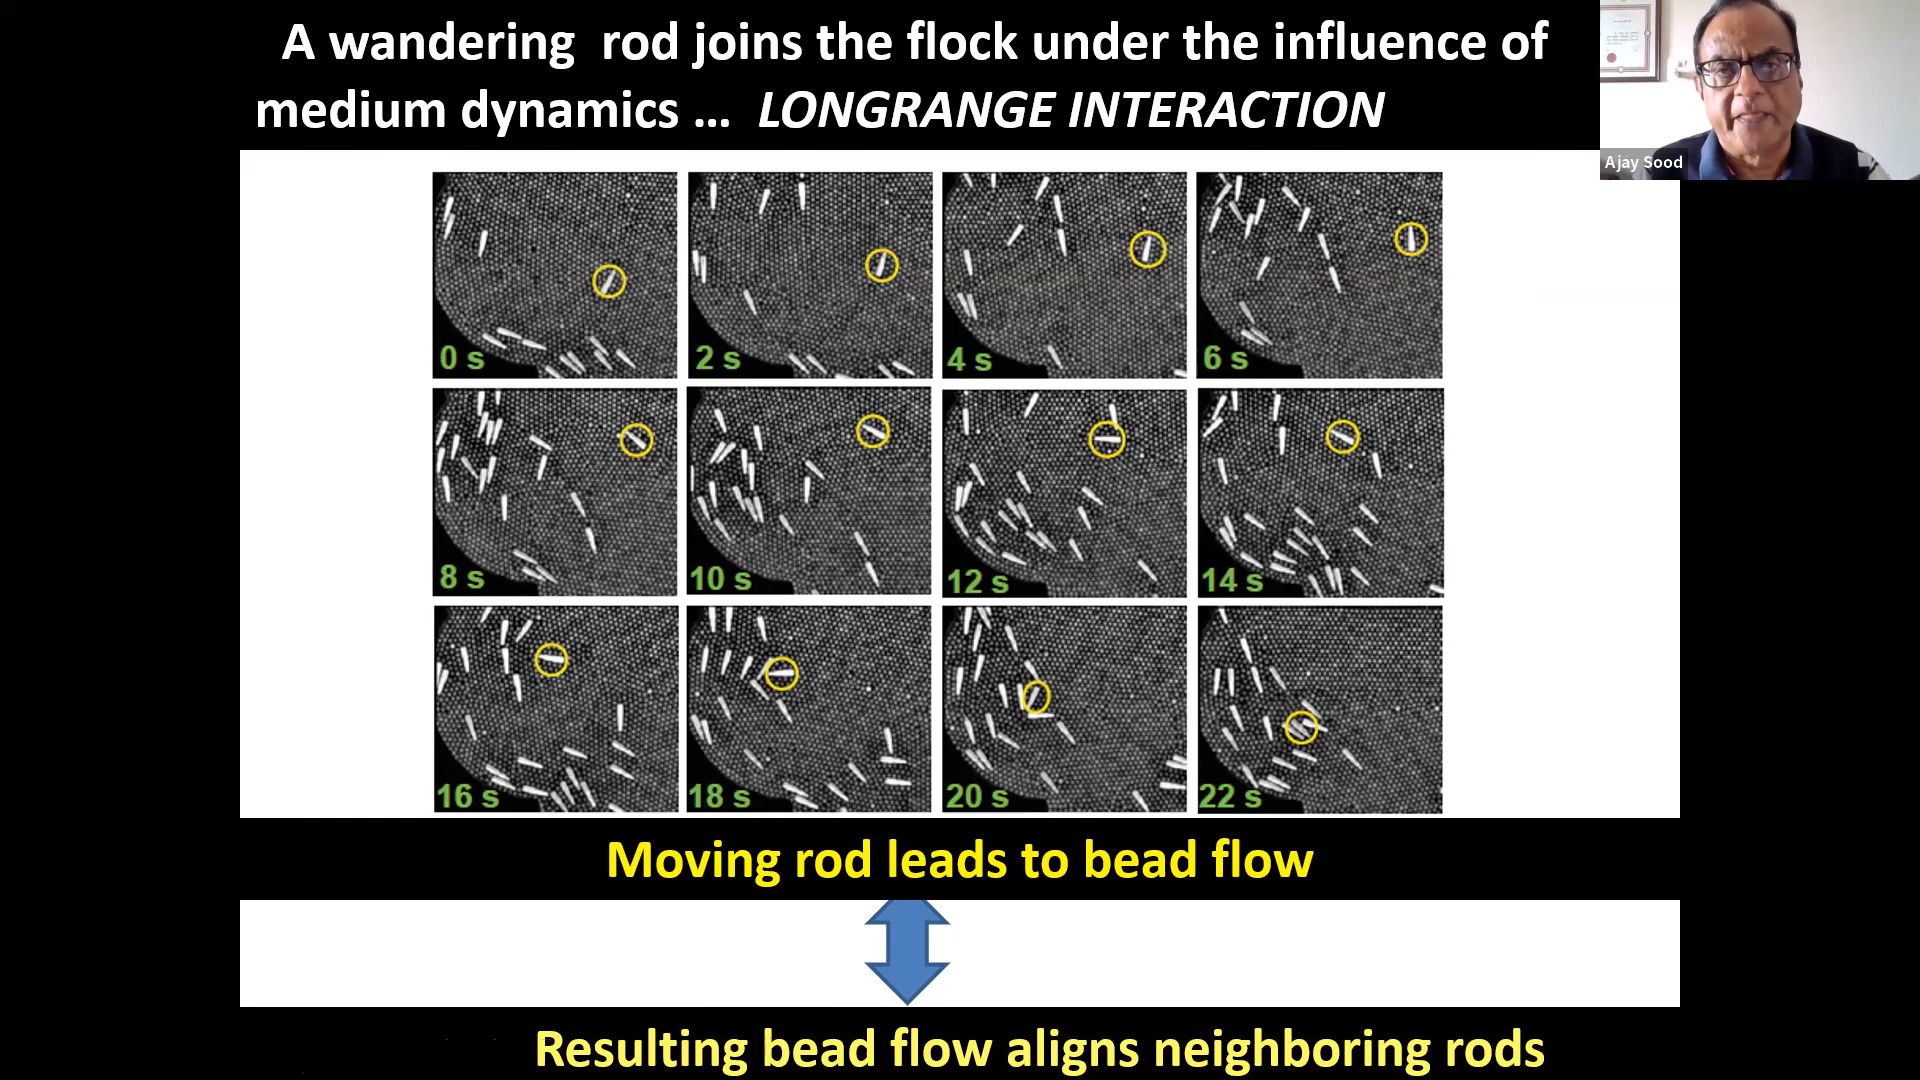 A wandering rod joins the flock under the influence of
medium dynamics … LONGRANGE INTERACTION
Ajay Sood
0 s
2 s
4 s
6 s
8 s
10 s
12 s
14 s
16 s
18 s
20 s
22 s
Moving rod leads to bead flow
Resulting bead flow aligns neighboring rods